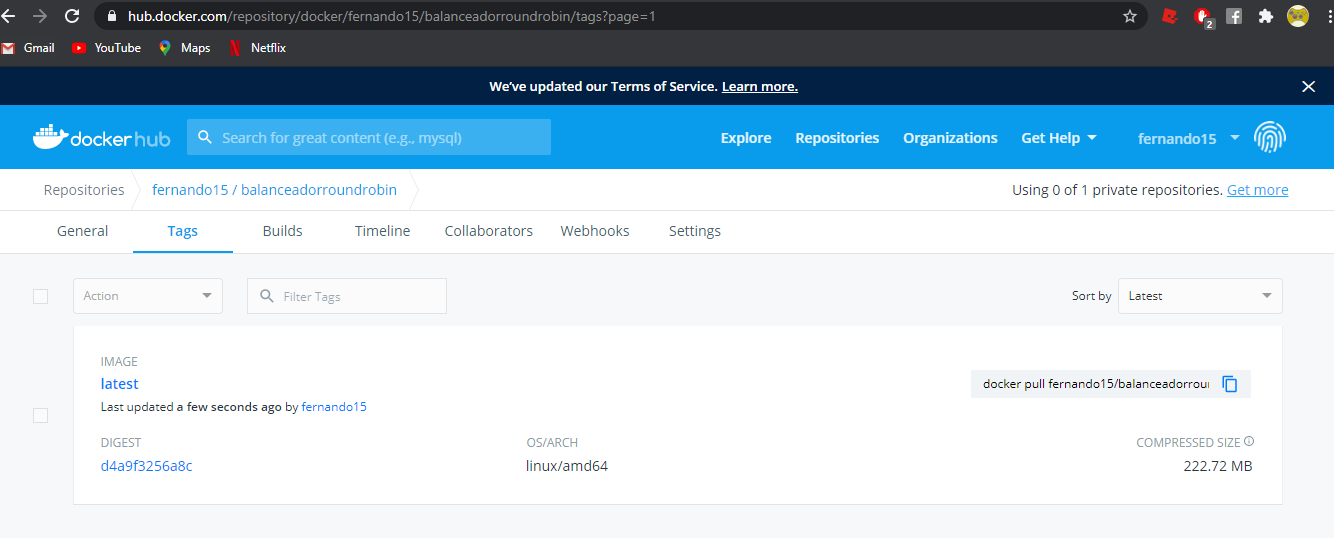 hub.docker.com/repository/docker/fernando15/balanceadorroundrobin/tags?page=1
2
Gmail YouTube Maps Netflix
We've updated our Terms of Service. Learn more.
docker hub Search for great content (e.g., mysql) Explore Repositories Organizations Get Help fernando15
Repositories fernando15 / balanceadorroundrobin Using 0 of 1 private repositories. Get more
General Tags Builds Timeline Collaborators Webhooks Settings
Action Filter Tags Sort by Latest
IMAGE
latest docker pull fernando15/balanceadorrou
Last updated a few seconds ago by fernando15
DIGEST OS/ARCH COMPRESSED SIZE
d4a9f3256a8c linux/amd64 222.72 MB